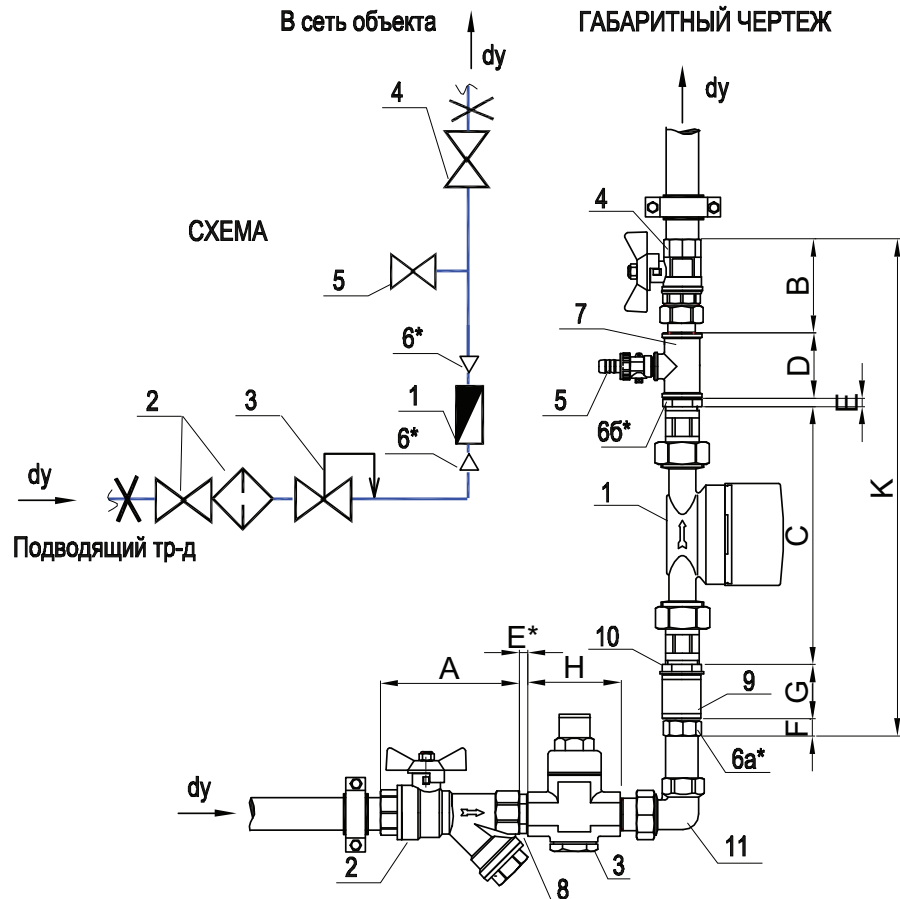 В сеть объекта
ГАБАРИТНЫЙ ЧЕРТЕЖ
dy
dy
4
4
СХЕМА
B
5
7
D
6*
5
E
6б*
2
3
1
K
6*
1
C
dy
Подводящий тр-д
E*
10
A
H
9
G
F
6а*
dy
2
8
3
11